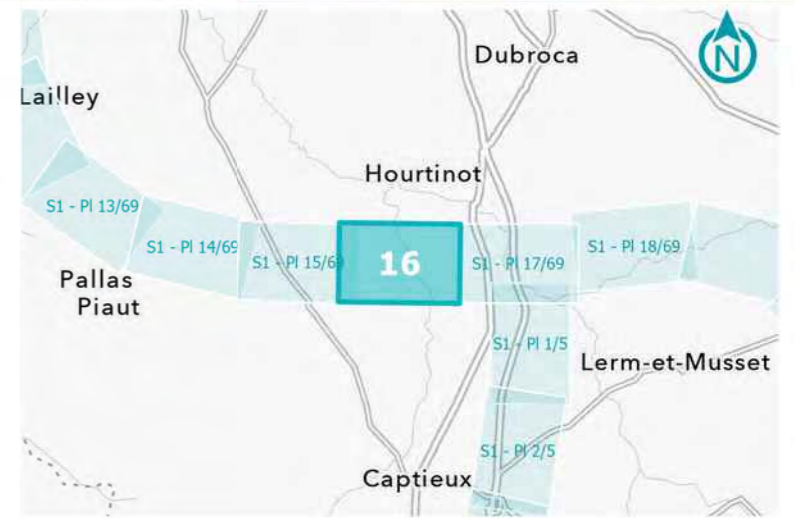 Dubroca
N
Lailley
Hourtinot
S1 - Pl 13/69
S1 - Pl 14/69
S1 - Pl 15/6
16
S1 - Pl 17/69
S1 - Pl 18/69
Pallas
Piaut
S1 - Pl 1/5
Lerm-et-Musset
S1 - Pl 2/5
Captieux